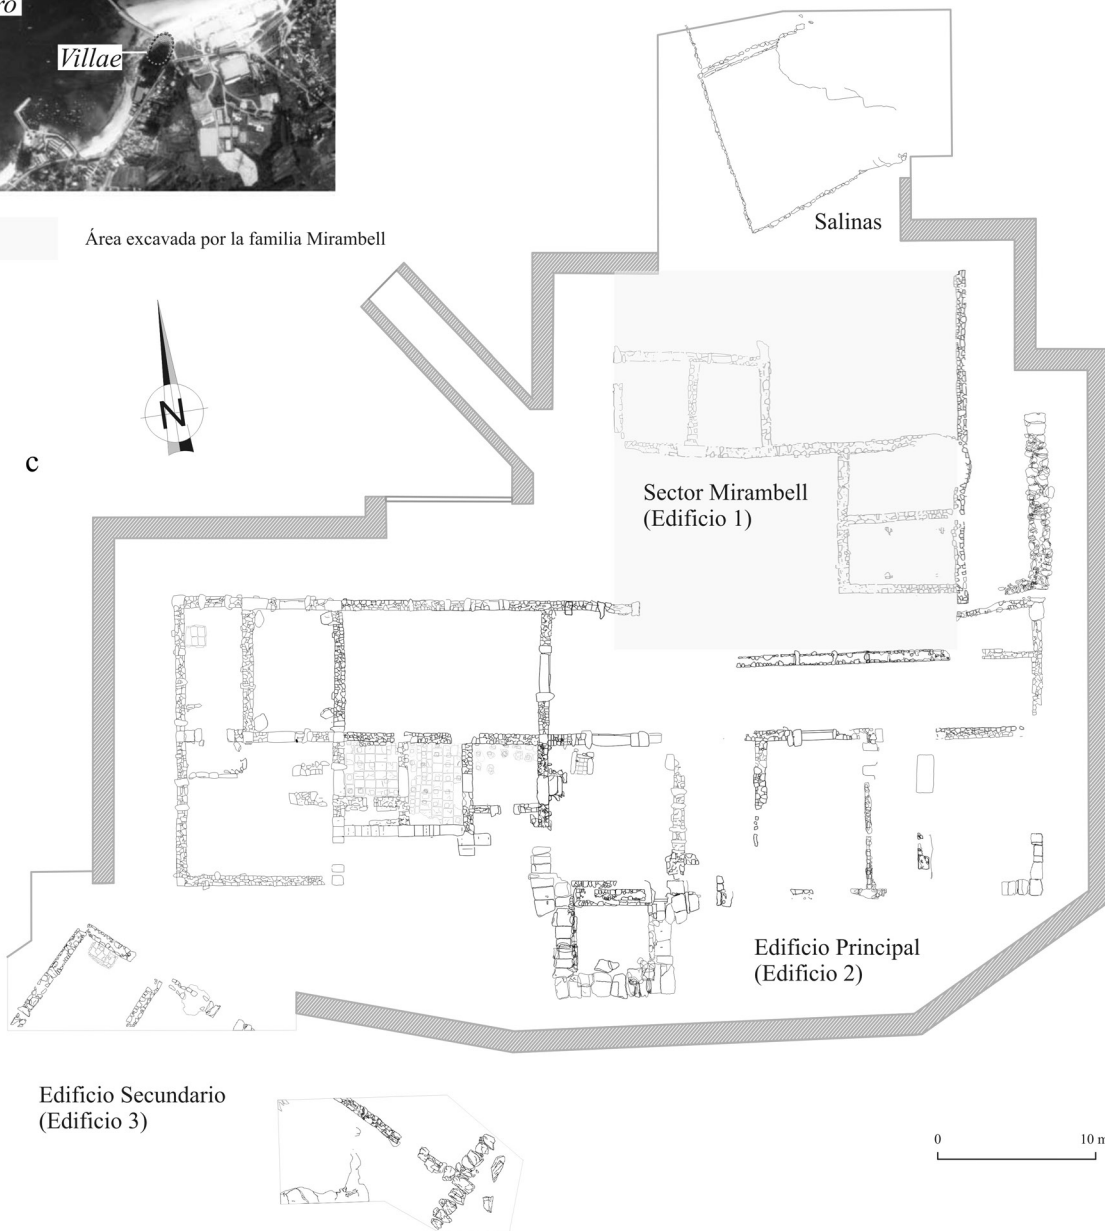 Villae
Área excavada por la familia Mirambell
N
c
Salinas
Sector Mirambell
(Edificio 1)
Edificio Principal
(Edificio 2)
Edificio Secundario
(Edificio 3)
0
10 m